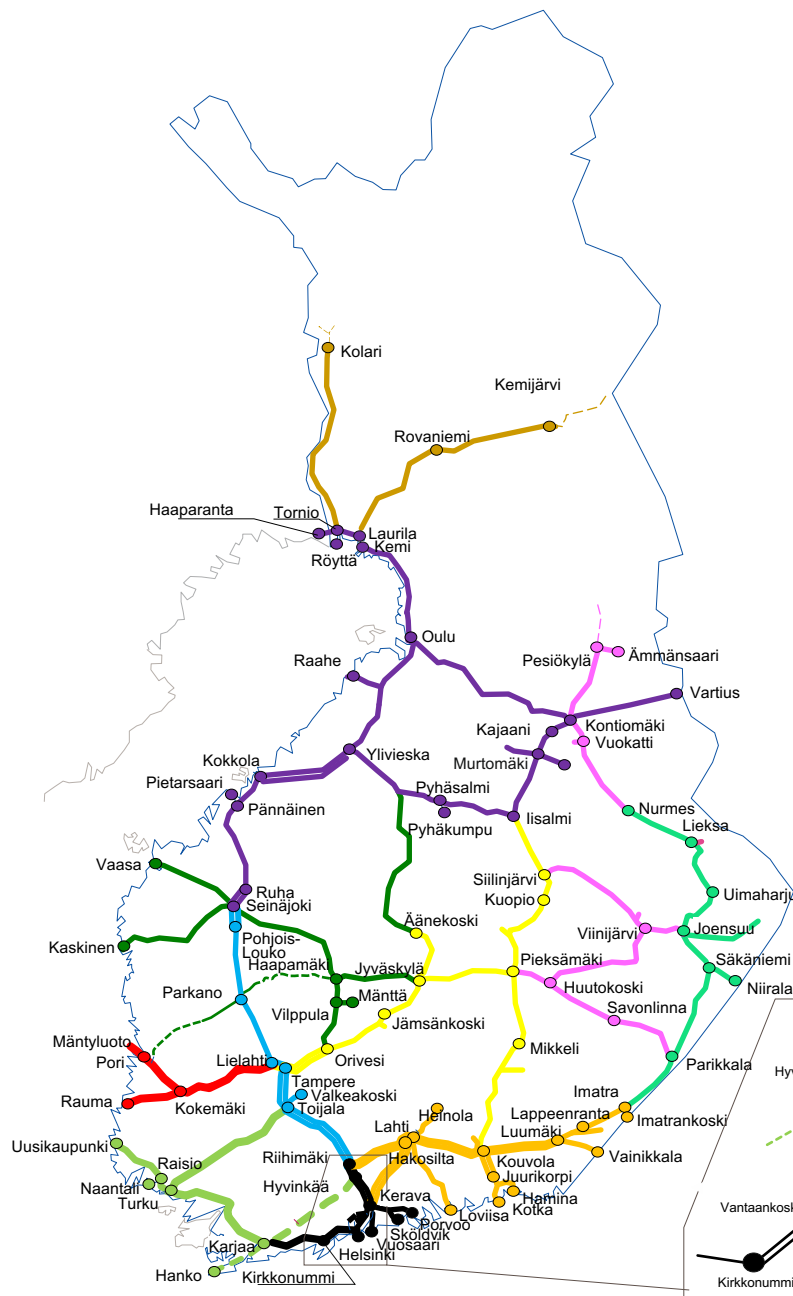 Kolari
Kemijärvi
Rovaniemi
Haaparanta
Tornio
Laurila
Röyttä
Kemi
Oulu
Pesiökylä
Ämmänsaari
Raahe
Vartius
Kajaani
Kontiomäki
Vuokatti
Ylivieska
Murtomäki
Kokkola
Pietarsaari
Pyhäsalmi
Pännäinen
Iisalmi
Nurmes
Pyhäkumpu
Lieksa
Vaasa
Siilinjärvi
Ruha
Uimaharju
Seinäjoki
Kuopio
Viinijärvi
Joensuu
Äänekoski
Kaskinen
Pohjois-
Louko
Haapamäki
Jyväskylä
Pieksämäki
Säkäniemi
Huutokoski
Niirala
Parkano
Mänttä
Vilppula
Jämsänkoski
Savonlinna
Mäntyluoto
Pori
Lielahti
Orivesi
Mikkeli
Parikkala
Tampere
Valkeakoski
Rauma
Kokemäki
Toijala
Imatra
Heinola
Lappeenranta
Imatrankoski
Lahti
Luumäki
Uusikaupunki
Riihimäki
Hakosilta
Kouvola
Vainikkala
Raisio
Juurikorpi
Naantali
Hyvinkää
Hamina
Turku
Kerava
Loviisa
Kotka
Porvoo
Sköldvik
Vuosaari
Karjaa
Helsinki
Hanko
Kirkkonummi
Hyv
Vantaankosk
Kirkkonummi